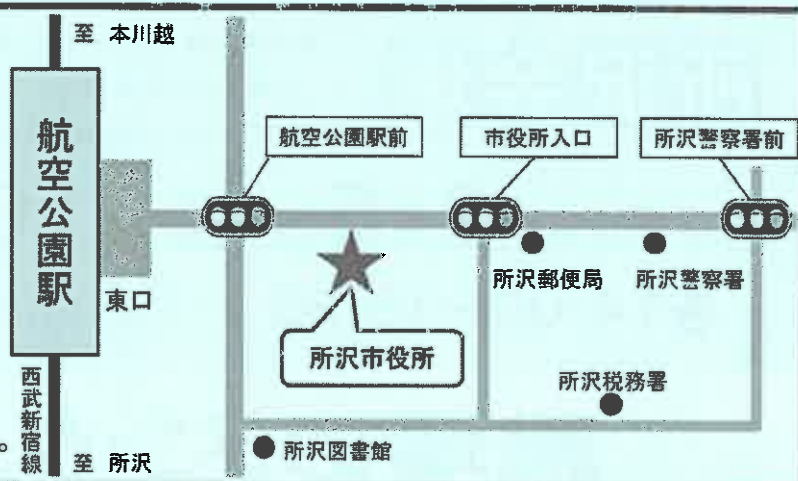 至 本川越
航空公園駅
東口
西武新宿線
至 所沢
。
航空公園駅前
市役所入口
所沢警察署前
所沢市役所
所沢郵便局
所沢警察署
所沢税務署
所沢図書館